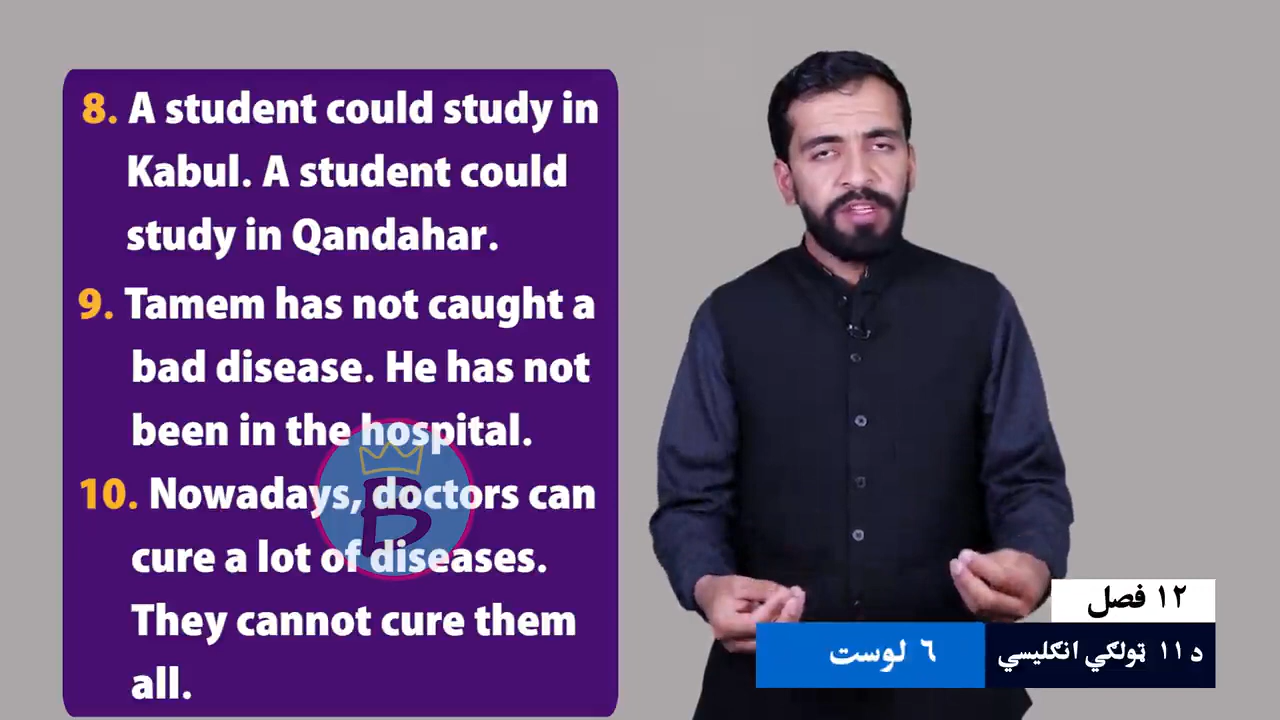 8. A student could study in
Kabul. A student could
study in Qandahar.
9. Tamem has not caught a
bad disease. He has not
been in the hospital.
10. Nowadays, doctors can
cure a lot of diseases.
They cannot cure them
all.
B
۱۲ فصل
د ۱۱ ټولګي انګلیسي
۶ لوست